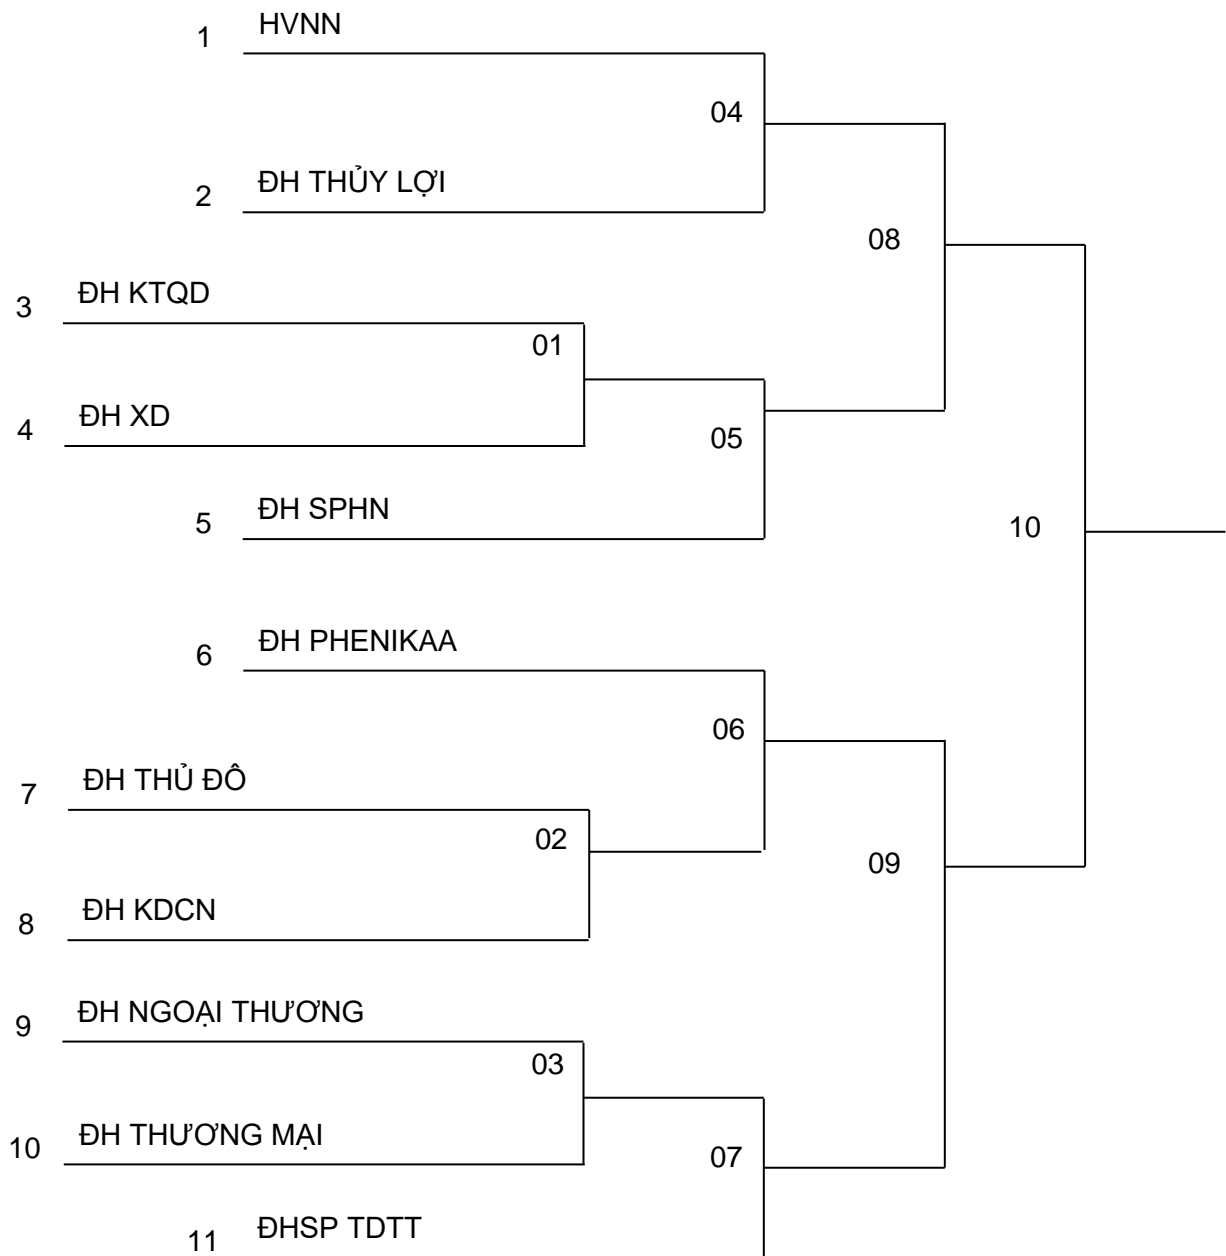 HVNN
1
04
ĐH THỦY LỢI
2
08
ĐH KTQD
3
01
ĐH XD
4
05
ĐH SPHN
5
10
ĐH PHENIKAA
6
06
ĐH THỦ ĐÔ
7
02
09
ĐH KDCN
8
ĐH NGOẠI THƯƠNG
9
03
ĐH THƯƠNG MẠI
10
07
ĐHSP TDTT
11